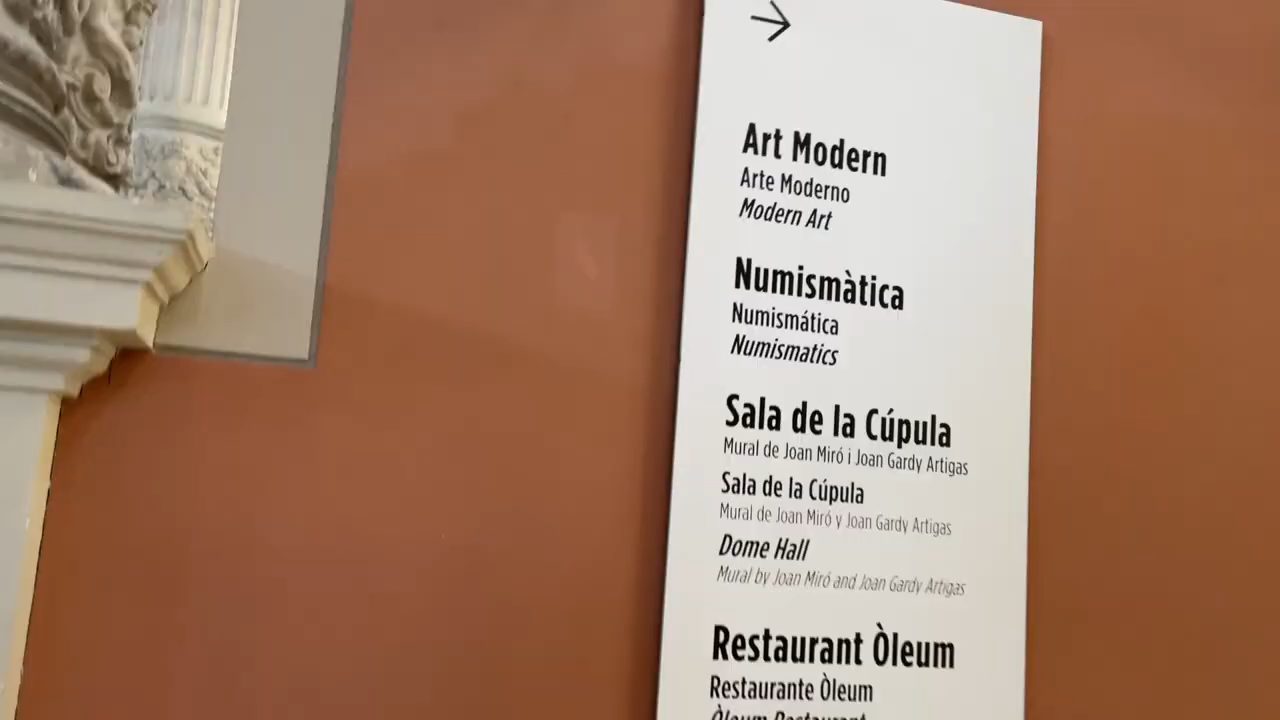 →
Art Modern
Arte Moderno
Modern Art
Numismàtica
Numismática
Numismatics
Sala de la Cúpula
Mural de Joan Miró i Joan Gardy Artigas
Sala de la Cúpula
Mural de Joan Miró y Joan Gardy Artigas
Dome Hall
Mural by Joan Miró and Joan Gardy Artigas
Restaurant Òleum
Restaurante Òleum
Òleum Restaurant